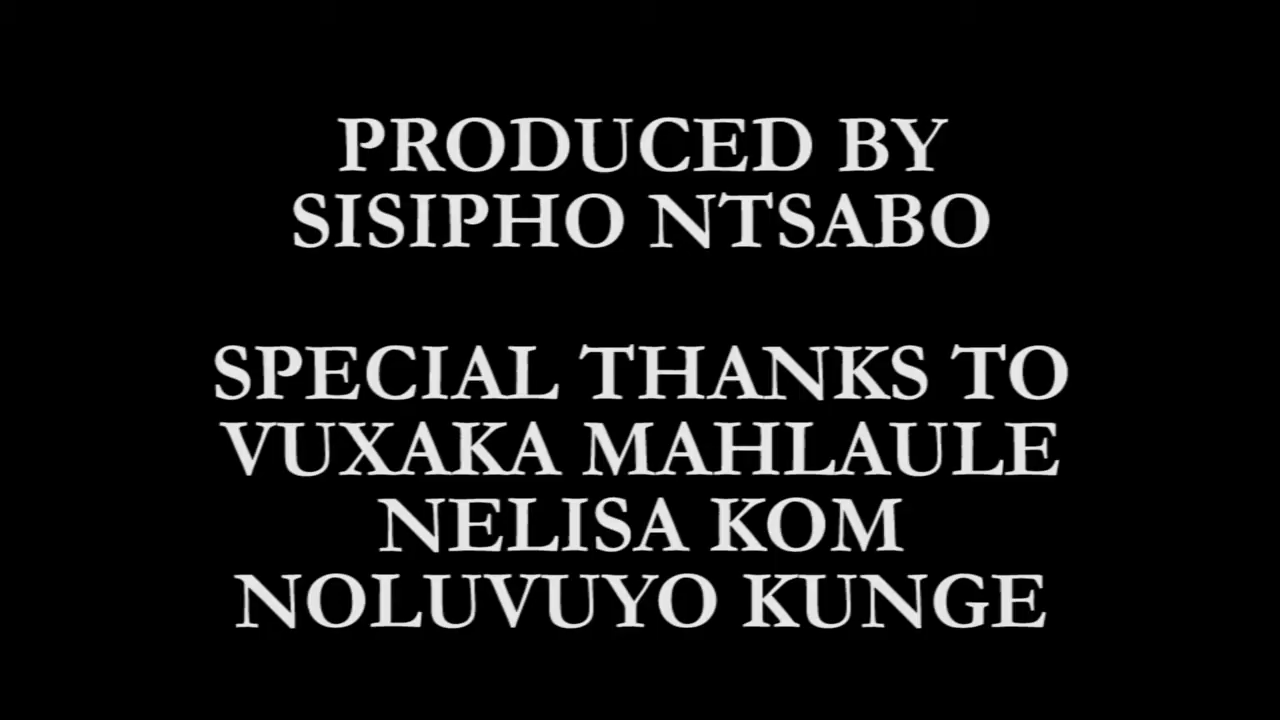 PRODUCED BY
SISIPHO NTSABO
SPECIAL THANKS TO
VUXAKA MAHLAULE
NELISA KOM
NOLUVUYO KUNGE